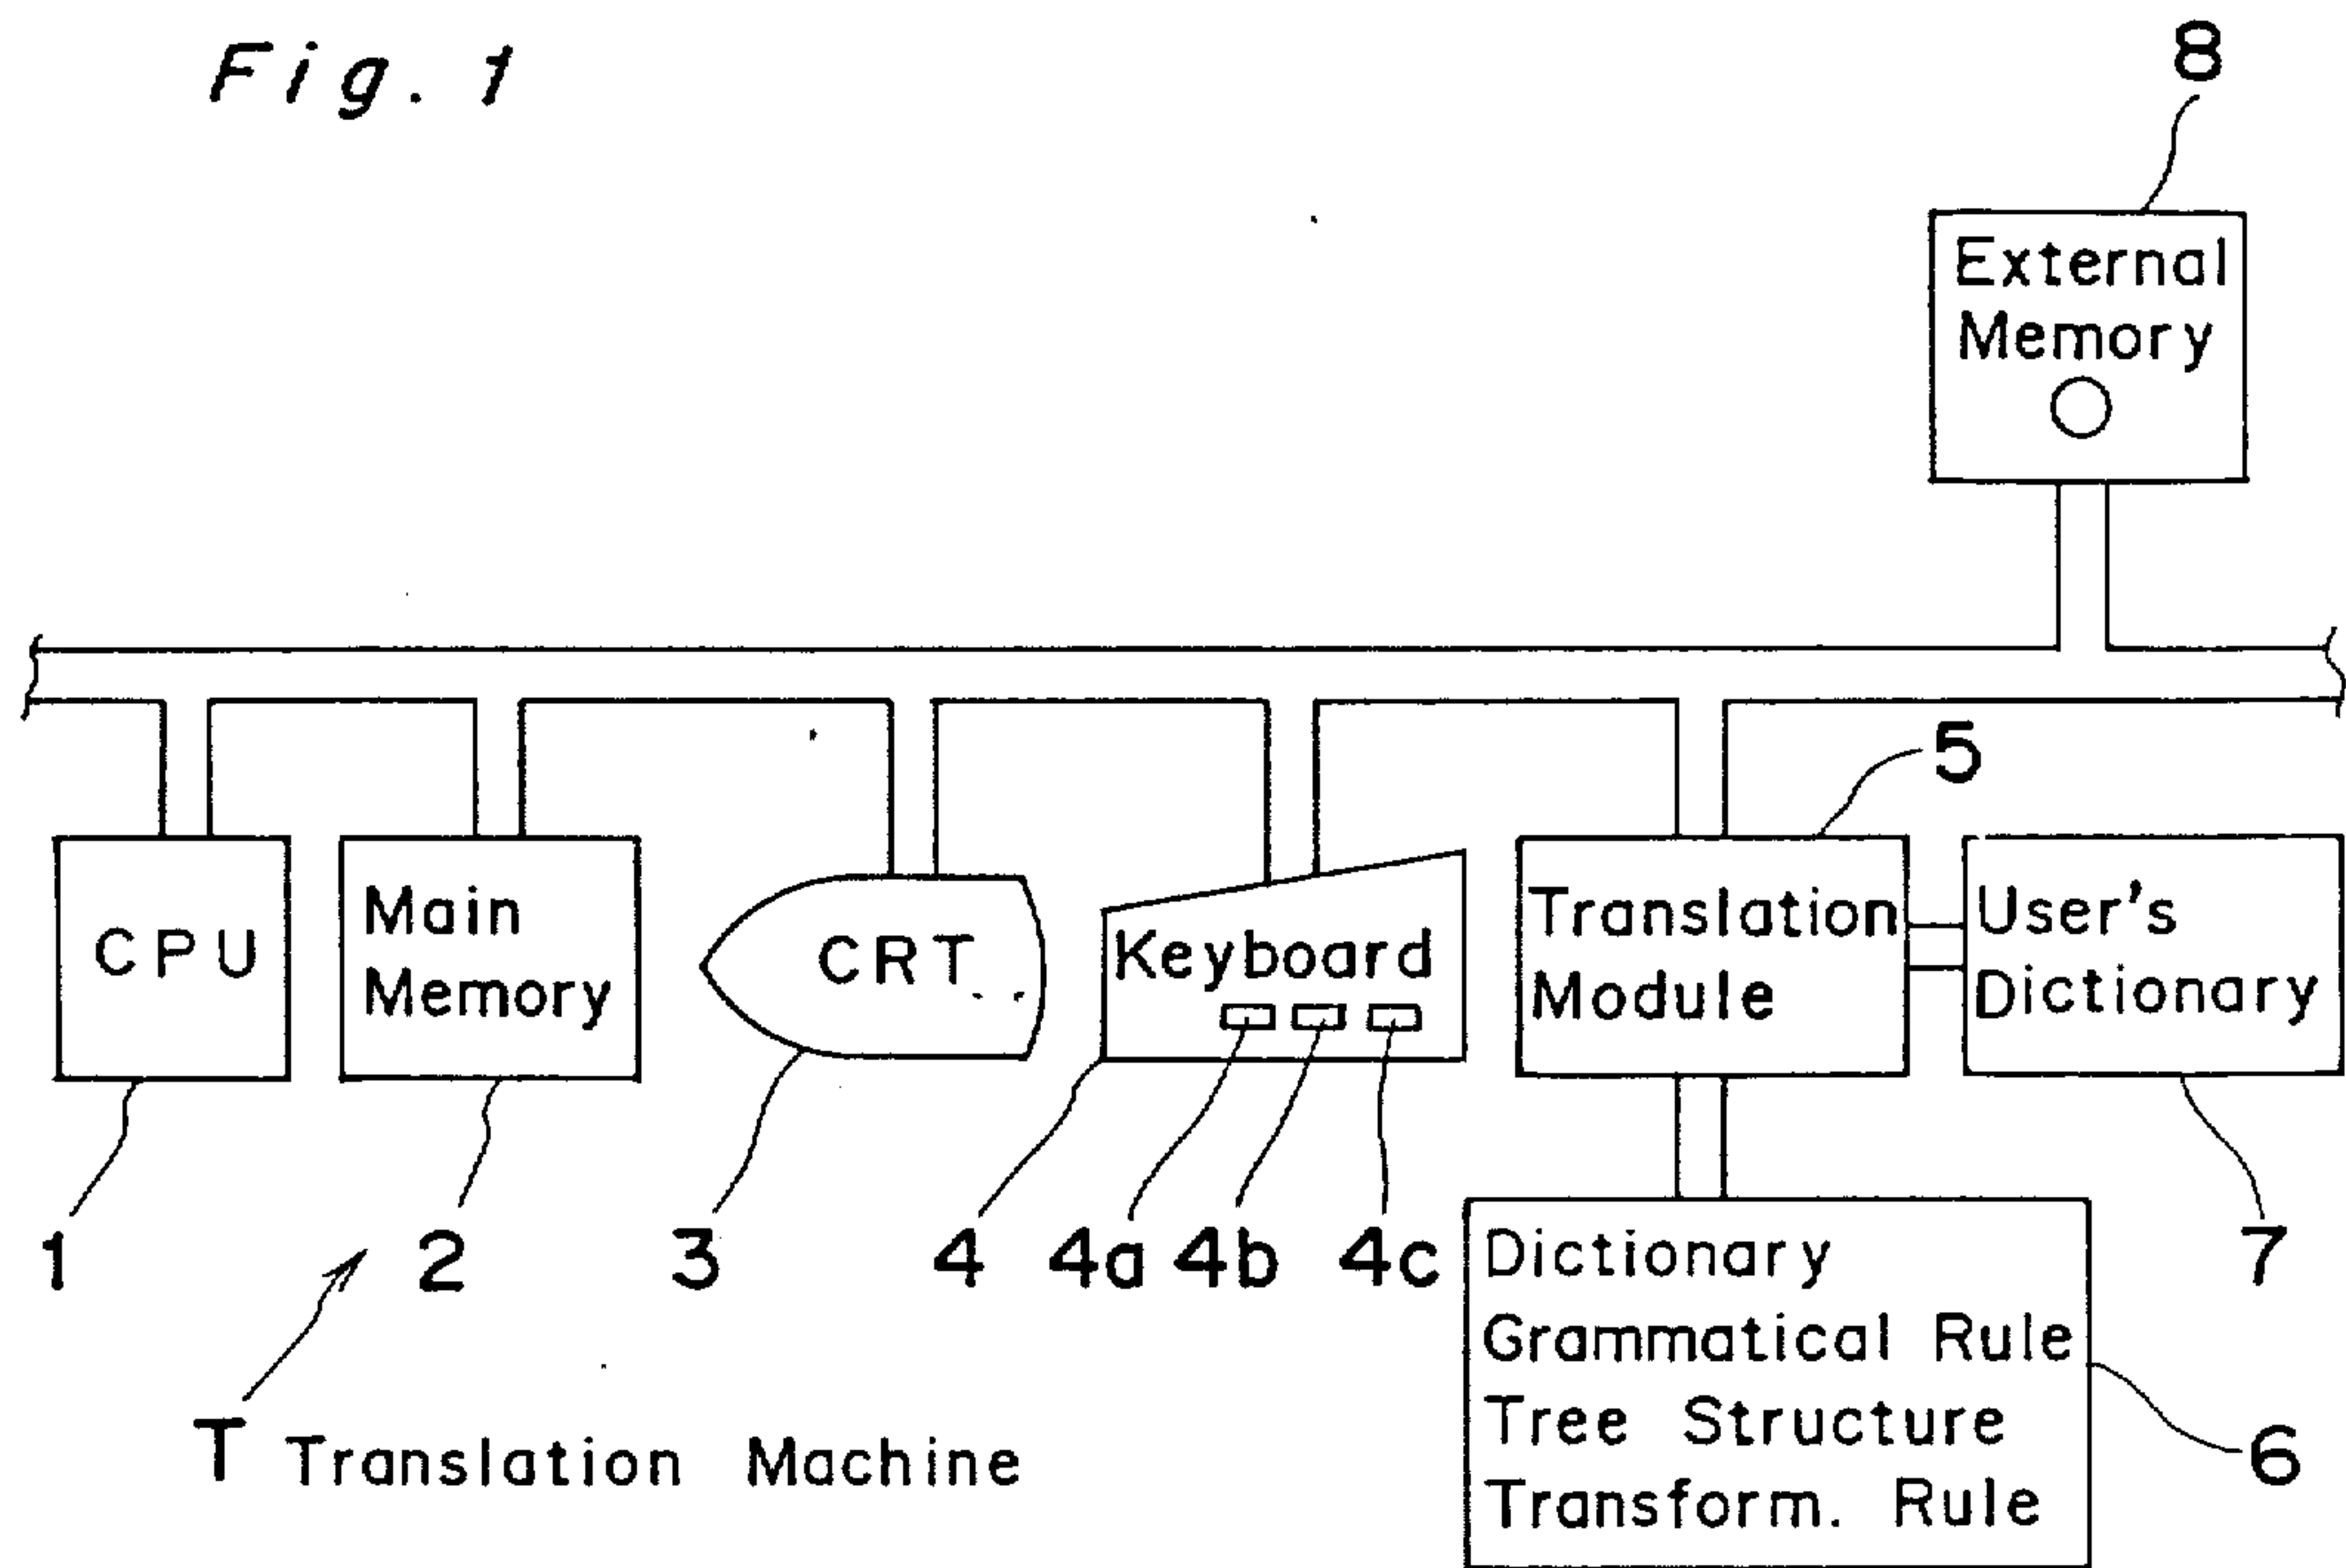 Fig. 1
8
External
Memory
5
CPU
Main
Memory
CRT
Keyboard
Translation
Module
User's
Dictionary
1
2
3
4
4a
4b
4c
7
Dictionary
Grammatical Rule
Tree Structure
Transform. Rule
6
T Translation Machine